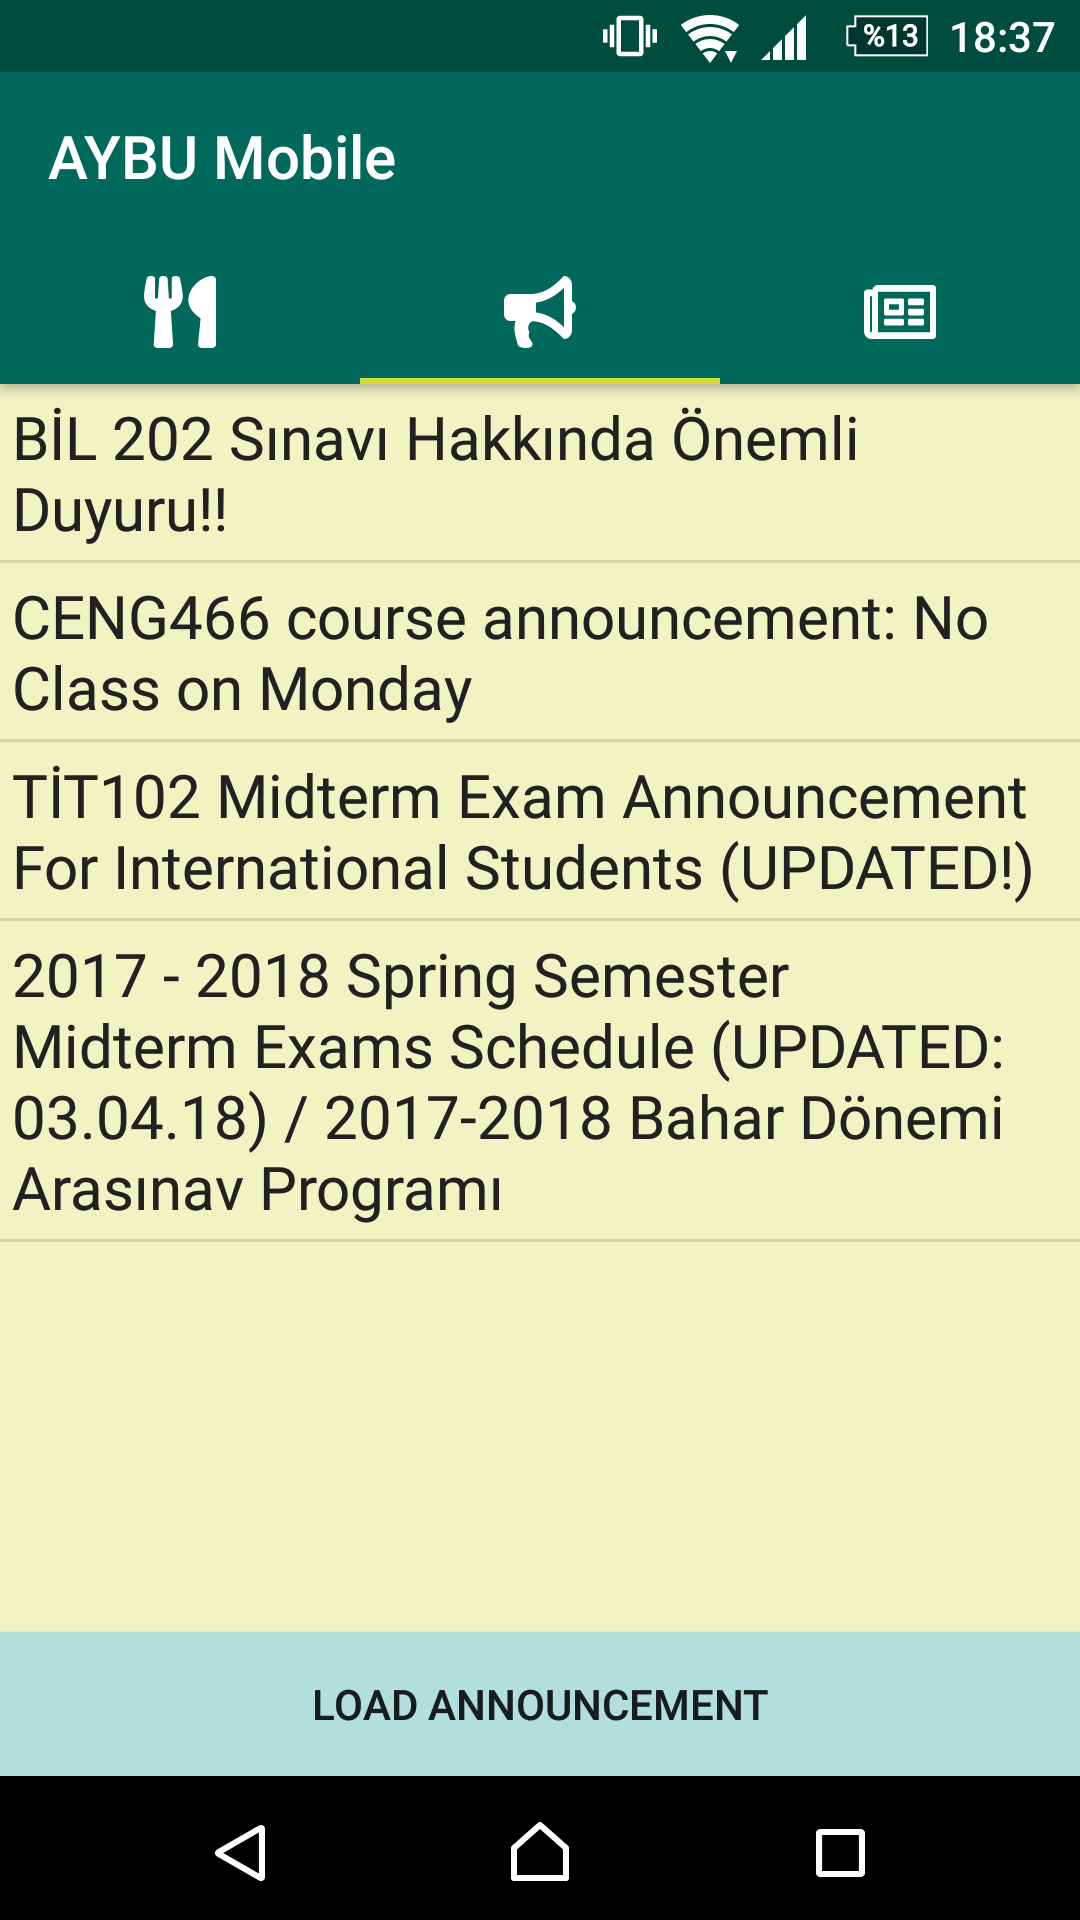 %13 18:37
AYBU Mobile
BİL 202 Sınavı Hakkında Önemli
Duyuru!!
CENG466 course announcement: No
Class on Monday
TİT102 Midterm Exam Announcement
For International Students (UPDATED!)
2017 - 2018 Spring Semester
Midterm Exams Schedule (UPDATED:
03.04.18) / 2017-2018 Bahar Dönemi
Arasınav Programı
LOAD ANNOUNCEMENT